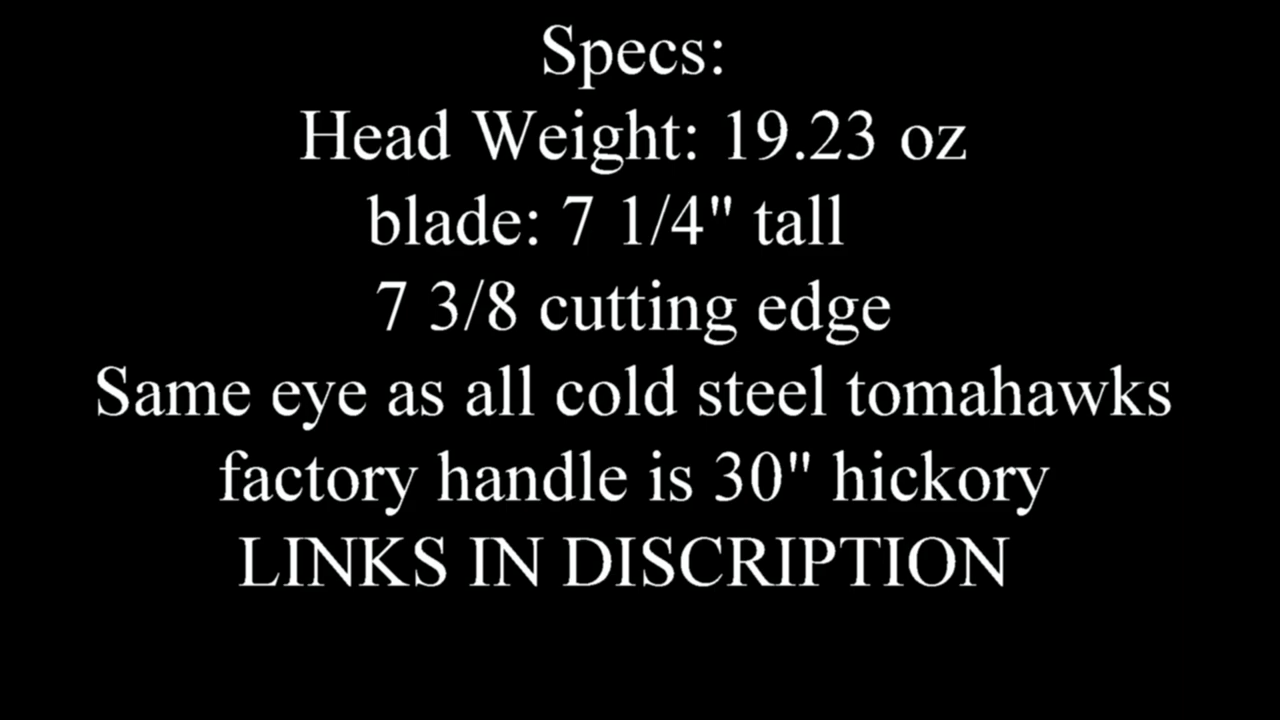 Specs:
Head Weight: 19.23 oz
blade: 7 1/4" tall
7 3/8 cutting edge
Same eye as all cold steel tomahawks
factory handle is 30" hickory
LINKS IN DISCRIPTION